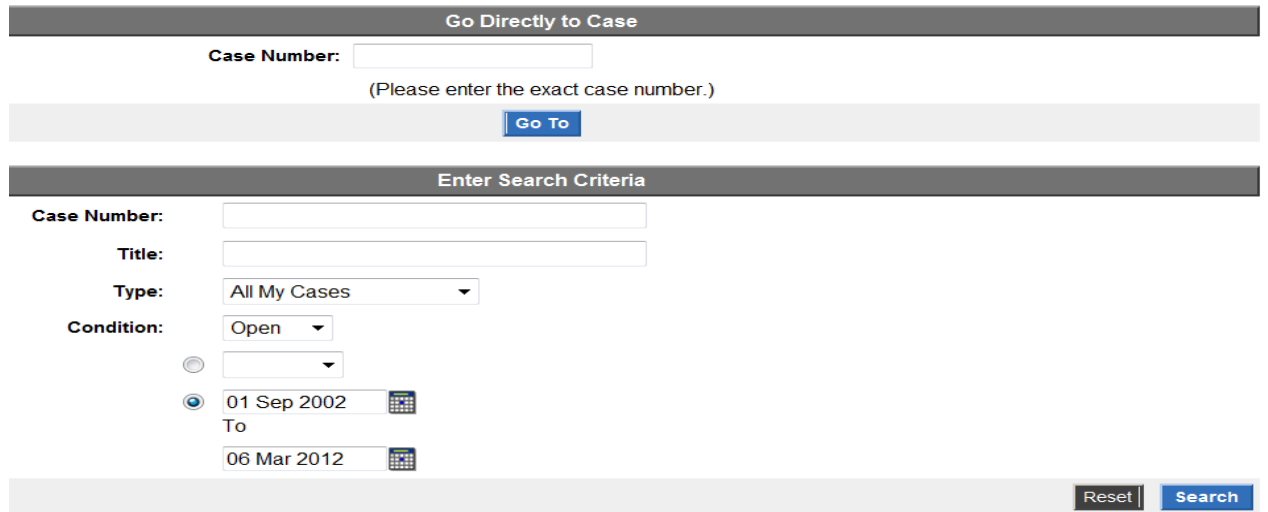 Go Directly to Case
Case Number:
(Please enter the exact case number.)
Go To
Enter Search Criteria
Case Number:
Title:
Type: All My Cases
Condition: Open
01 Sep 2002
To
06 Mar 2012
Reset Search